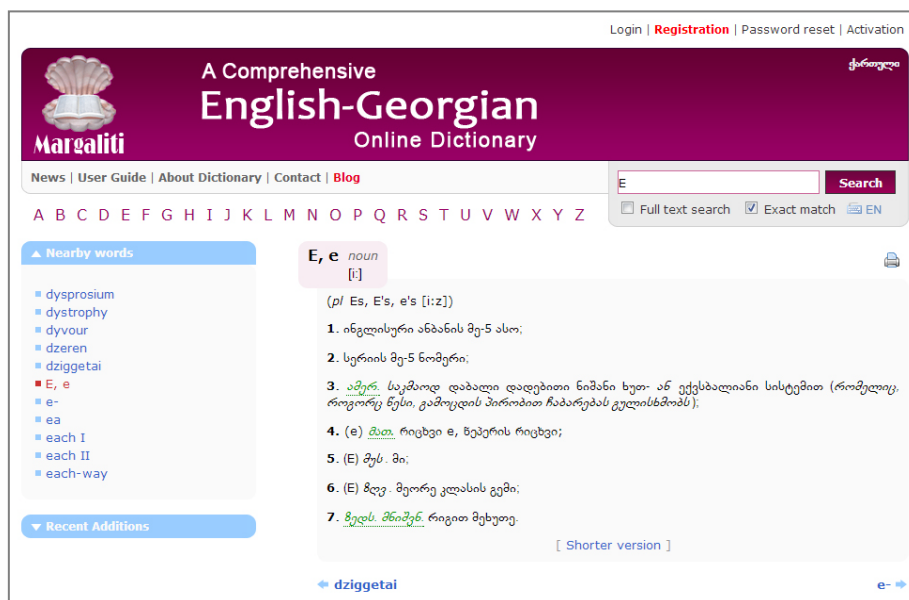 Login | Registration | Password reset | Activation
ქართული
A Comprehensive
English-Georgian
Online Dictionary
Margaliti
News | User Guide | About Dictionary | Contact | Blog
E
Search
Full text search
Exact match
EN
A B C D E F G H I J K L M N O P Q R S T U V W X Y Z
Nearby words
dysprosium
dystrophy
dyvour
dzeren
dziggetai
E, e
e-
ea
each I
each II
each-way
Recent Additions
E, e noun
[i:]
(pl Es, E's, e's [i:z])
1. ინგლისური ანბანის მე-5 ასო;
2. სერიის მე-5 ნომერი;
3. ამერ. საკმაოდ დაბალი დადებითი ნიშანი ხუთ- ან ექვსბალიანი სისტემით (რომელიც,
როგორც წესი, გამოცდის პირობით ჩაბარებას გულისხმობს);
4. (e) მათ. რიცხვი e, ნეპერის რიცხვი;
5. (E) მუს. მი;
6. (E) ზღვ. მეორე კლასის გემი;
7. ზედს. მნიშვნ. რიგით მეხუთე.
[ Shorter version ]
dziggetai
e-